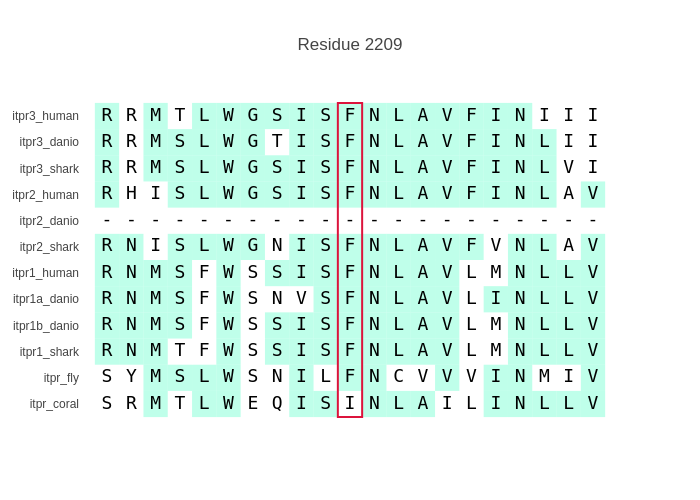 Residue 2209
itpr3_human R R M T L W G S I S F N L A V F I N I I I
itpr3_danio R R M S L W G T I S F N L A V F I N L I I
itpr3_shark R R M S L W G S I S F N L A V F I N L V I
itpr2_human R H I S L W G S I S F N L A V F I N L A V
itpr2_danio - - - - - - - - - - - - - - - - - - - - -
itpr2_shark R N I S L W G N I S F N L A V F V N L A V
itpr1_human R N M S F W S S I S F N L A V L M N L L V
itpr1a_danio R N M S F W S N V S F N L A V L I N L L V
itpr1b_danio R N M S F W S S I S F N L A V L M N L L V
itpr1_shark R N M T F W S S I S F N L A V L M N L L V
itpr_fly S Y M S L W S N I L F N C V V V I N M I V
itpr_coral S R M T L W E Q I S I N L A I L I N L L V